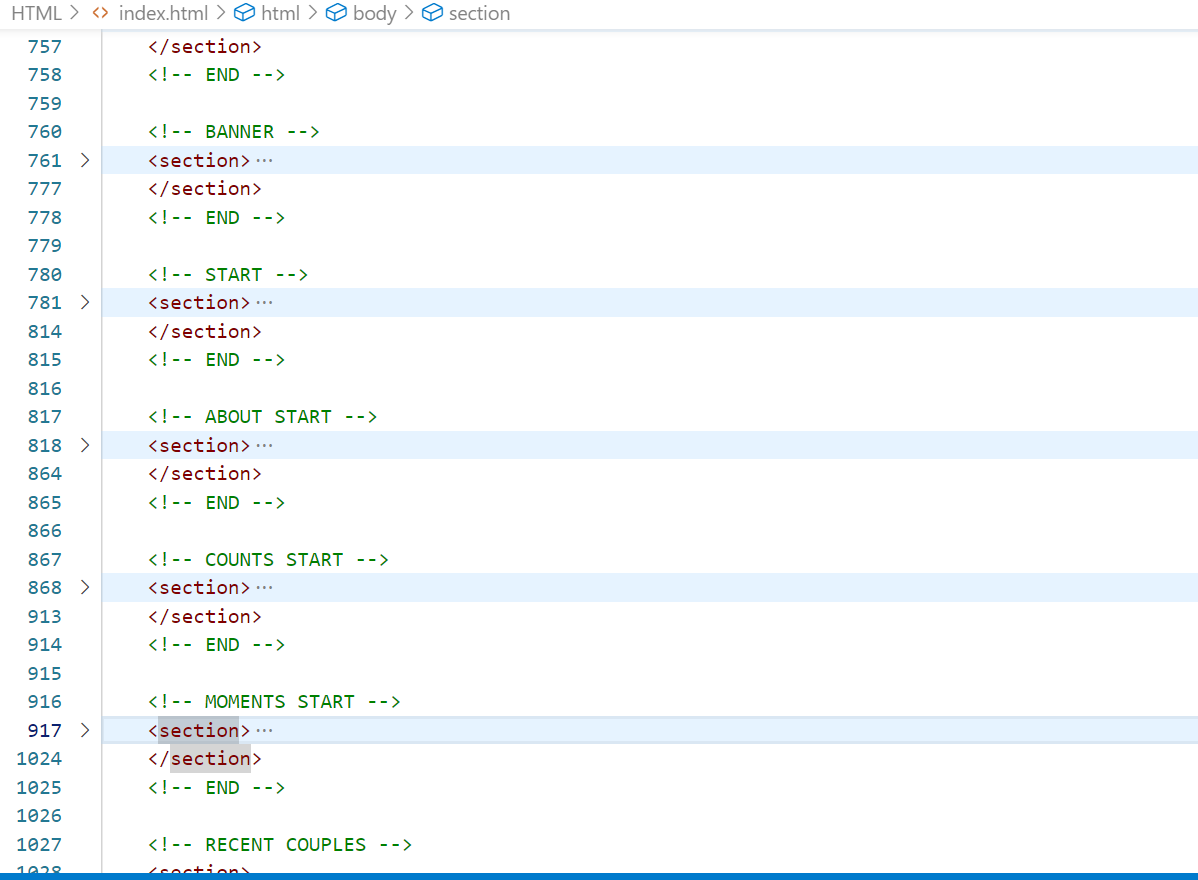 HTML > <> index.html > html > body > section
757 </section>
758 <!-- END -->
759
760 <!-- BANNER -->
761 > <section>···
777 </section>
778 <!-- END -->
779
780 <!-- START -->
781 > <section>···
814 </section>
815 <!-- END -->
816
817 <!-- ABOUT START -->
818 > <section>···
864 </section>
865 <!-- END -->
866
867 <!-- COUNTS START -->
868 > <section>···
913 </section>
914 <!-- END -->
915
916 <!-- MOMENTS START -->
917 > <section>···
1024 </section>
1025 <!-- END -->
1026
1027 <!-- RECENT COUPLES -->
1028 <section>